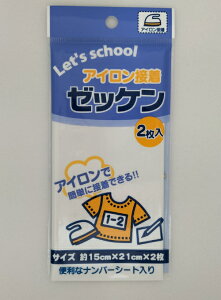 アイロン接着
Let's school
アイロン接着
ゼッケン
2枚入
アイロンで
簡単に接着できる!!
1-2
サイズ 約15cm×21cm×2枚
便利なナンバーシート入り